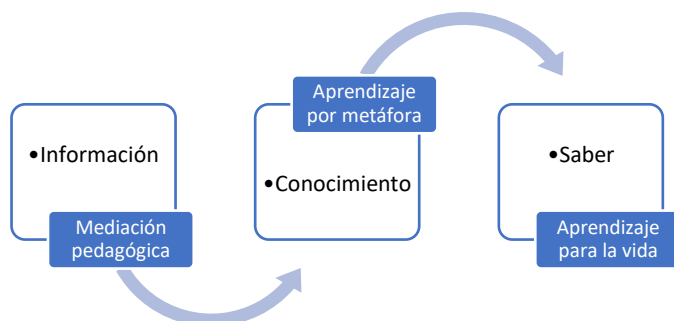 •Información
Mediación
pedagógica
Aprendizaje
por metáfora
•Conocimiento
•Saber
Aprendizaje
para la vida